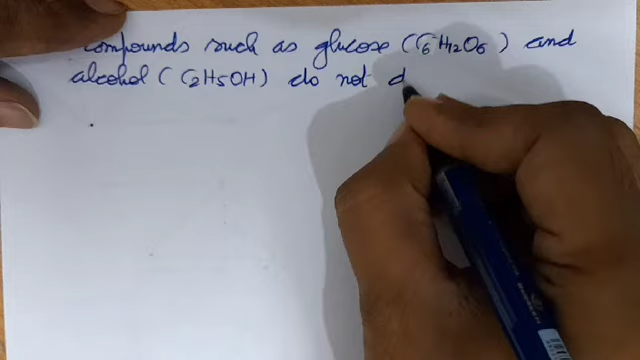 compounds such as glucose (C6H12O6) and
alcohol (C2H5OH) do not d